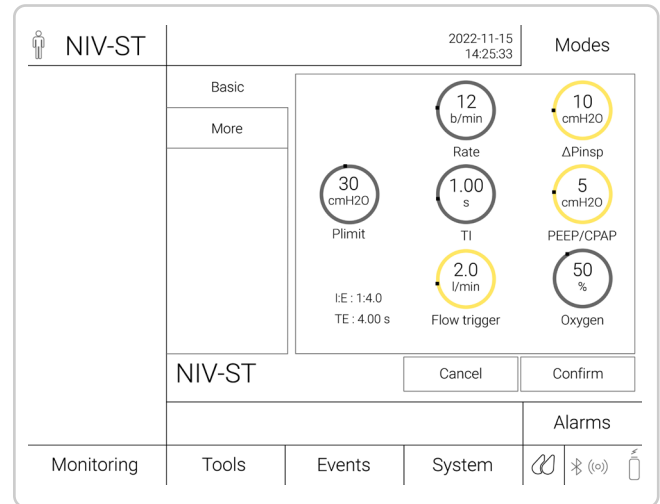 NIV-ST
2022-11-15
14:25:33
Modes
Basic
More
12
b/min
Rate
10
cmH2O
ΔPinsp
30
cmH2O
Plimit
1.00
s
TI
5
cmH2O
PEEP/CPAP
I:E : 1:4.0
TE : 4.00 s
2.0
l/min
Flow trigger
50
%
Oxygen
NIV-ST
Cancel
Confirm
Alarms
Monitoring
Tools
Events
System